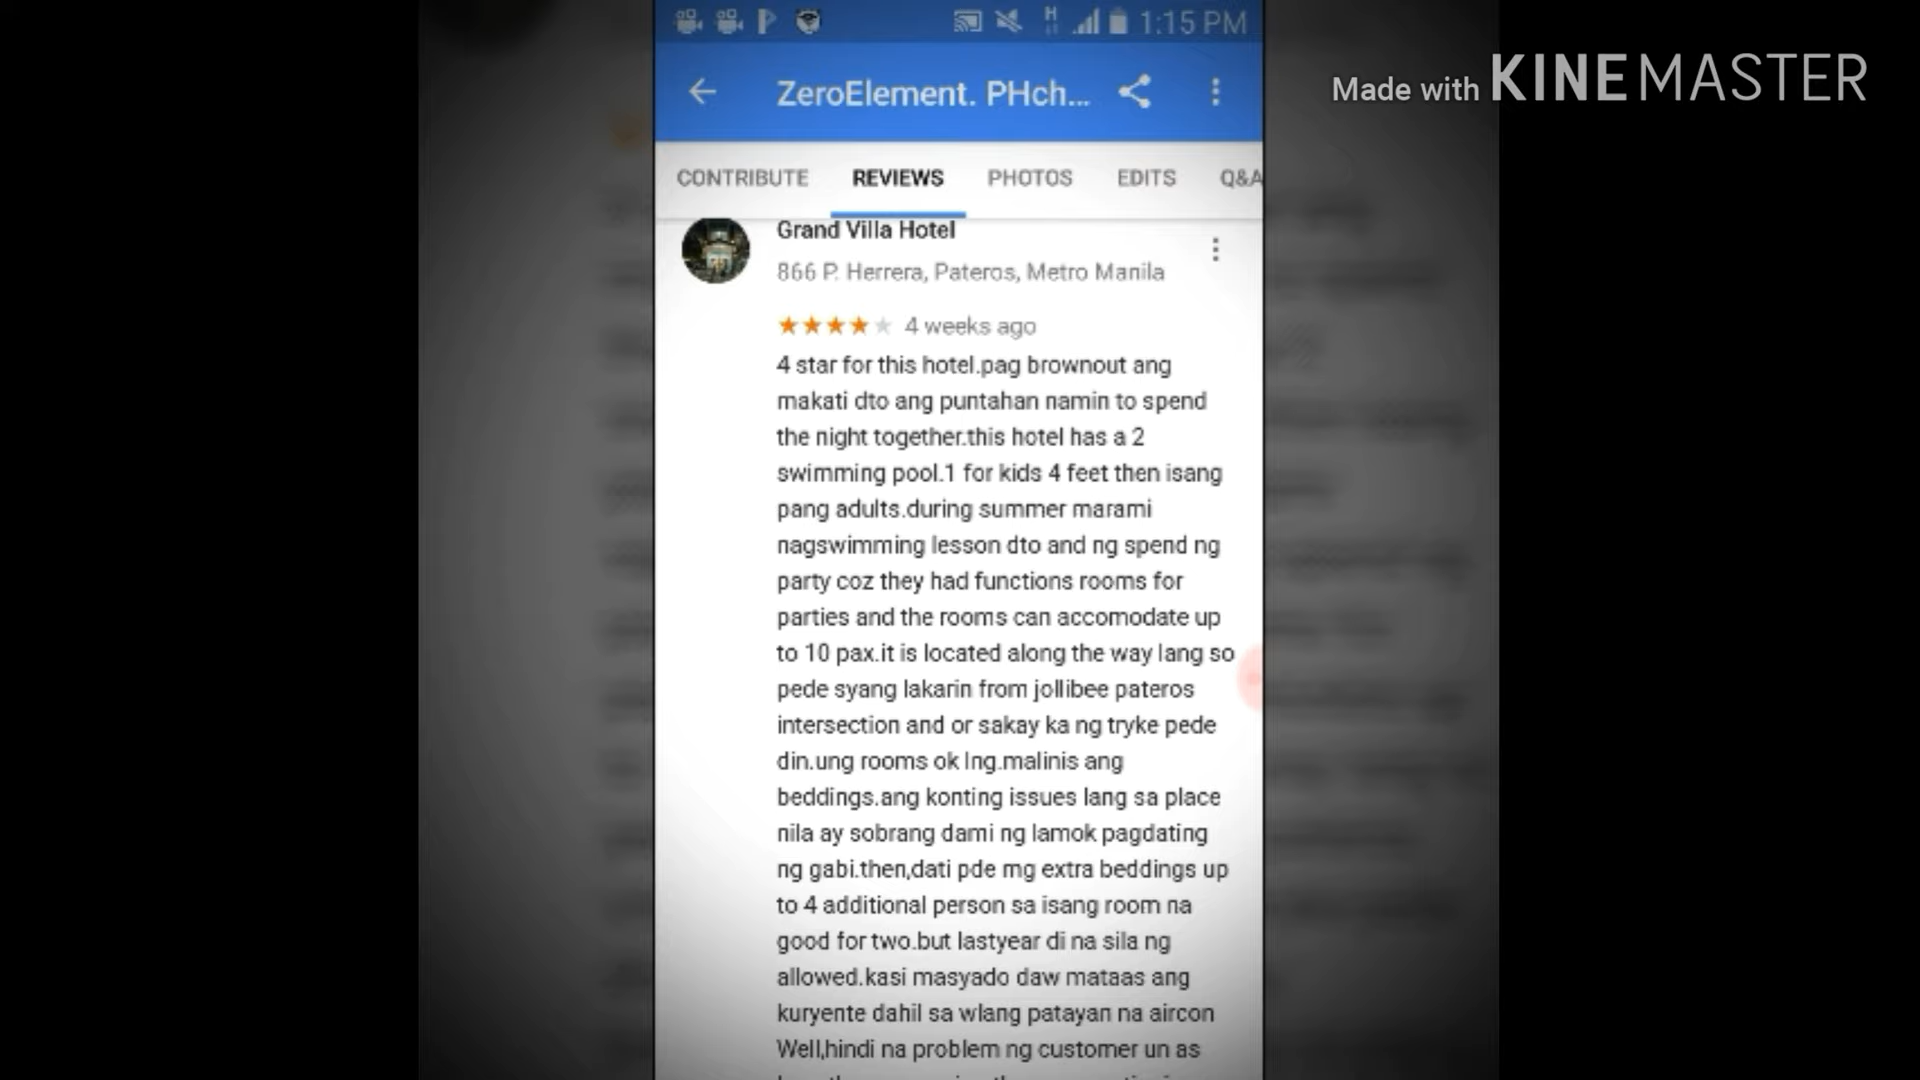 1:15 PM
Made with KINEMASTER
ZeroElement. PHch...
CONTRIBUTE REVIEWS PHOTOS EDITS Q&A
Grand Villa Hotel
866 P. Herrera, Pateros, Metro Manila
4 weeks ago
4 star for this hotel.pag brownout ang
makati dto ang puntahan namin to spend
the night together.this hotel has a 2
swimming pool.1 for kids 4 feet then isang
pang adults.during summer marami
nagswimming lesson dto and ng spend ng
party coz they had functions rooms for
parties and the rooms can accomodate up
to 10 pax.it is located along the way lang so
pede syang lakarin from jollibee pateros
intersection and or sakay ka ng tryke pede
din.ung rooms ok lng.malinis ang
beddings.ang konting issues lang sa place
nila ay sobrang dami ng lamok pagdating
ng gabi.then,dati pde mg extra beddings up
to 4 additional person sa isang room na
good for two.but lastyear di na sila ng
allowed.kasi masyado daw mataas ang
kuryente dahil sa wlang patayan na aircon
Well,hindi na problem ng customer un as